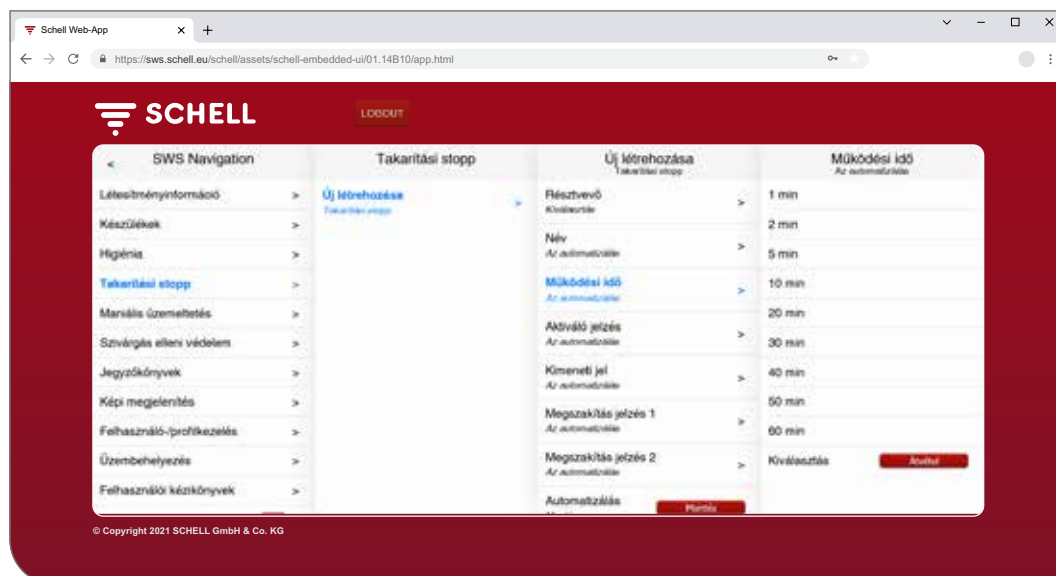 Schell Web-App
https://sws.schell.eu/schell/assets/schell-embedded-ui/01.14B10/app.html
SCHELL
LOGOUT
< SWS Navigation
Létesítményinformáció >
Készülékek >
Higiénia >
Takarítási stopp >
Manuális üzemeltetés >
Szivárgás elleni védelem >
Jegyzőkönyvek >
Képi megjelenítés >
Felhasználó-/profilkezelés >
Üzembehelyezés >
Felhasználói kézikönyvek >
Takarítási stopp
Új létrehozása >
Takarítási stopp
Új létrehozása
Takarítási stopp
Résztvevő >
Kiválasztás
Név >
Az automatizálás
Működési idő >
Az automatizálás
Aktiváló jelzés >
Az automatizálás
Kimeneti jel >
Az automatizálás
Megszakítás jelzés 1 >
Az automatizálás
Megszakítás jelzés 2 >
Az automatizálás
Automatizálás
Mentés
Működési idő
Az automatizálás
1 min
2 min
5 min
10 min
20 min
30 min
40 min
50 min
60 min
Kiválasztás
Átvétel
© Copyright 2021 SCHELL GmbH & Co. KG